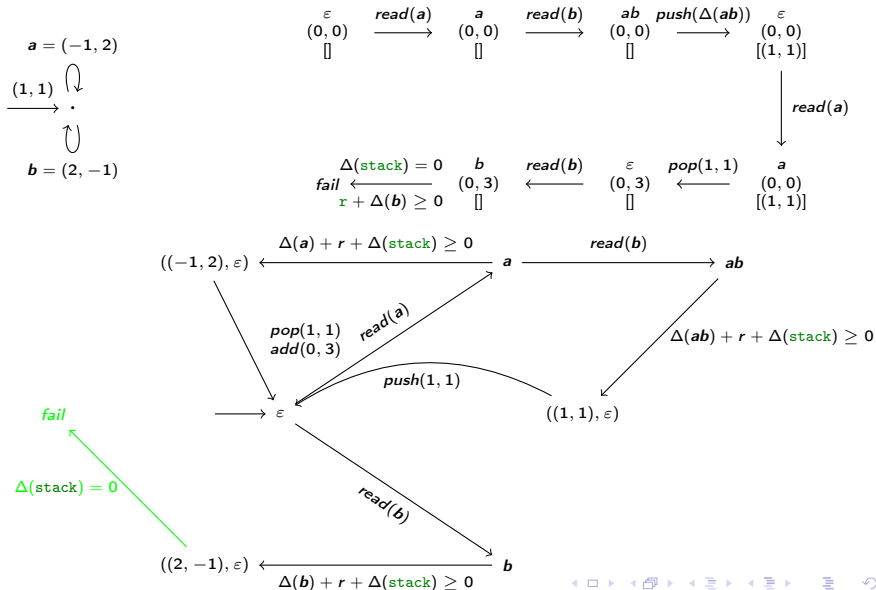 ε a ab ε
(0, 0) read(a) (0, 0) read(b) (0, 0) push(Δ(ab)) (0, 0)
[] [] [] [(1, 1)]
a = (−1, 2)
(1, 1)
b = (2, −1)
read(a)
Δ(stack) = 0 b read(b) ε pop(1, 1) a
fail (0, 3) (0, 3) (0, 0)
r + Δ(b) ≥ 0 [] [] [(1, 1)]
Δ(a) + r + Δ(stack) ≥ 0 read(b)
((−1, 2), ε) a ab
pop(1, 1)
add(0, 3)
read(a)
Δ(ab) + r + Δ(stack) ≥ 0
push(1, 1)
fail ε ((1, 1), ε)
Δ(stack) = 0
read(b)
((2, −1), ε) b
Δ(b) + r + Δ(stack) ≥ 0